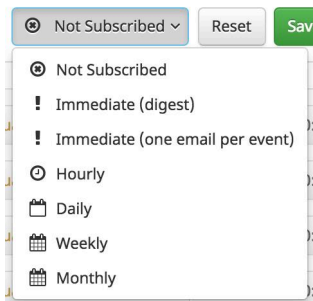 Not Subscribed
Reset
Sav
Not Subscribed
Immediate (digest)
Immediate (one email per event)
Hourly
Daily
Weekly
Monthly